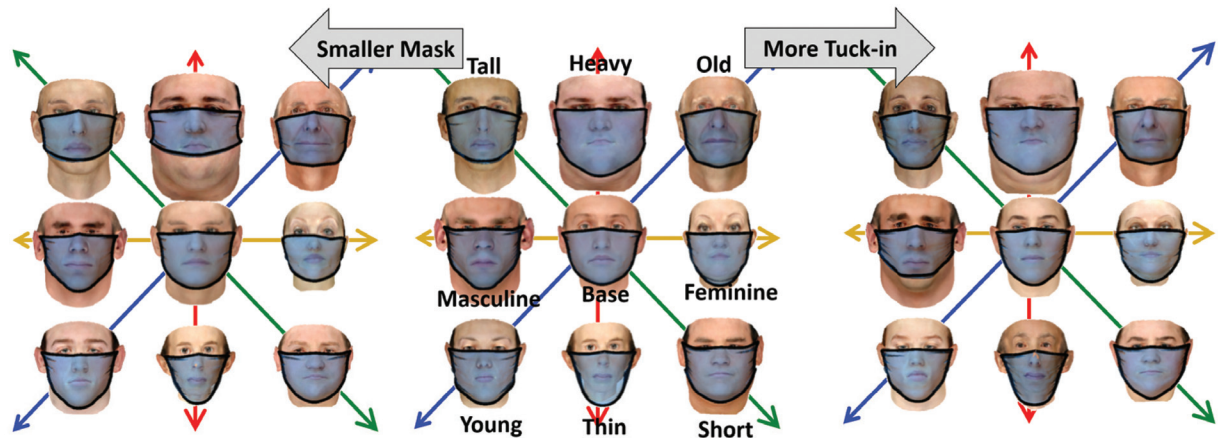 Smaller Mask
More Tuck-in
Tall
Heavy
Old
Masculine
Base
Feminine
Young
Thin
Short